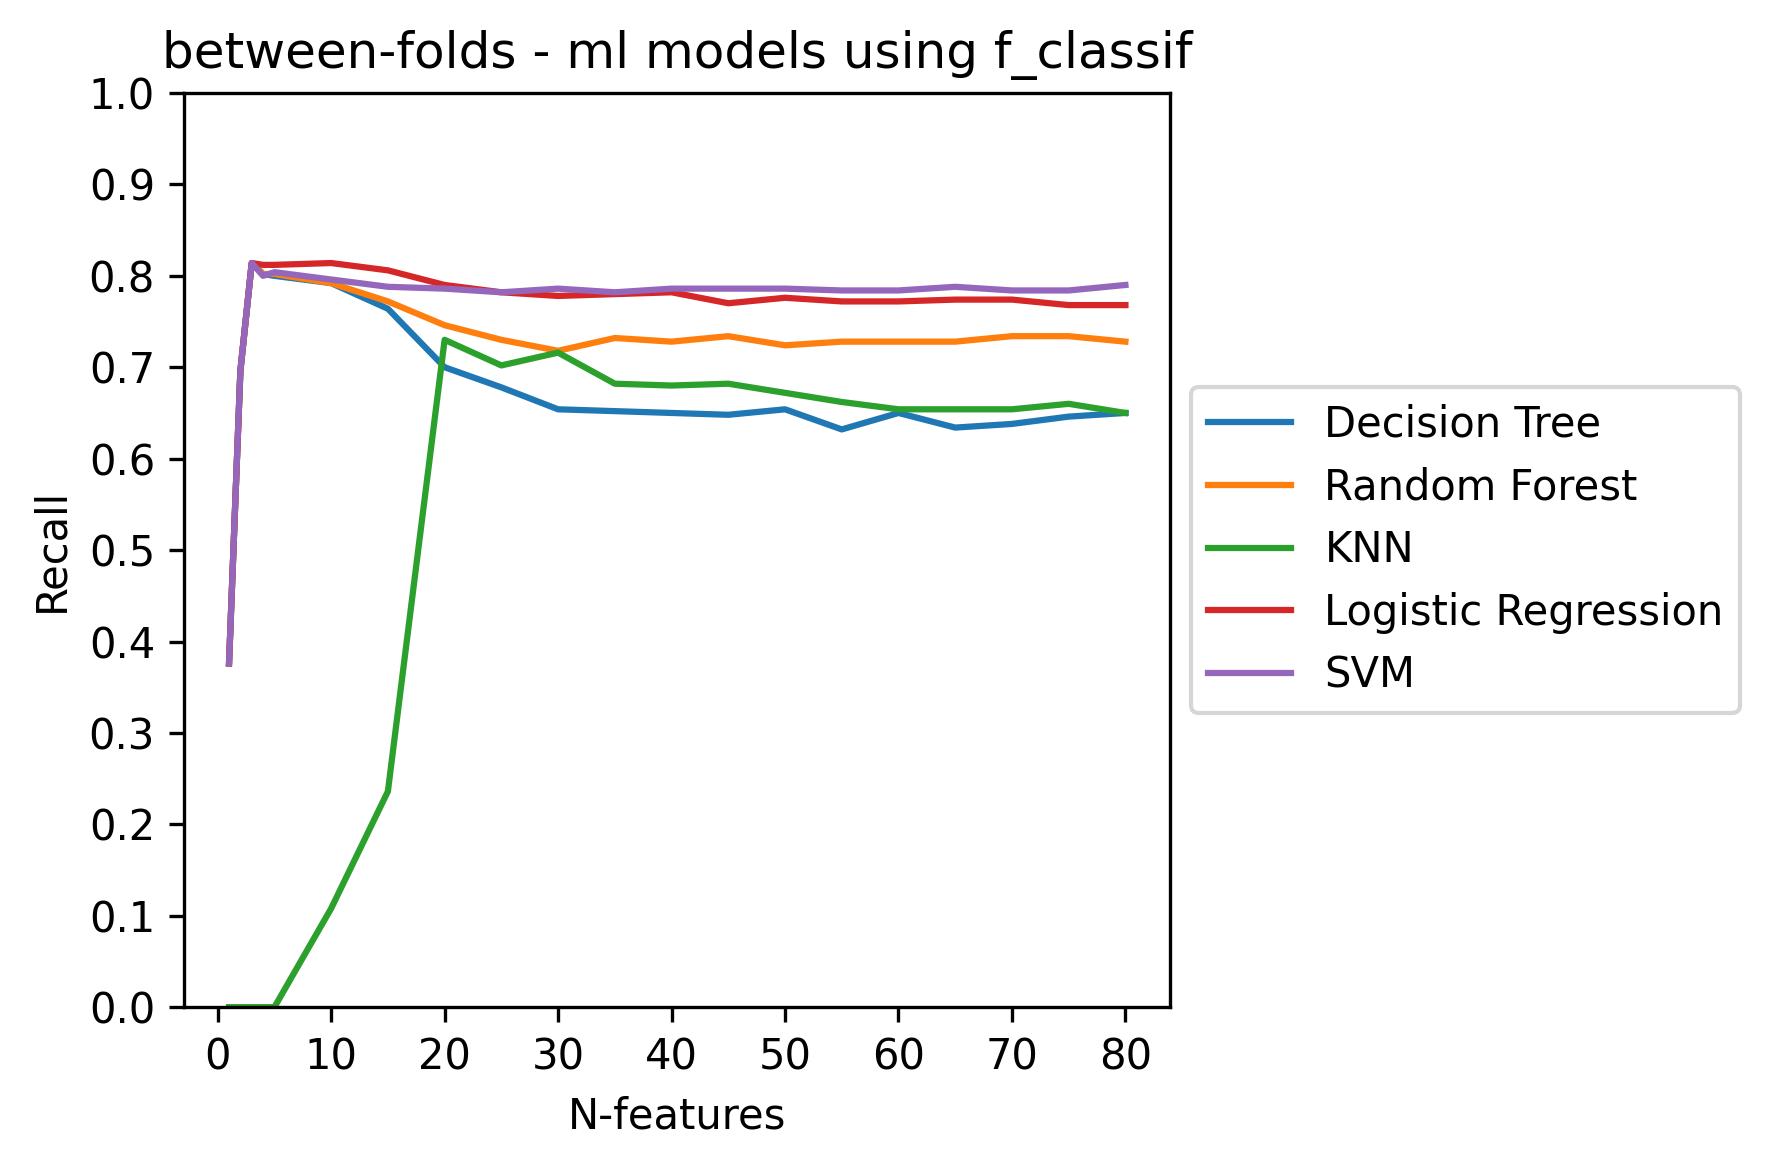 between-folds - ml models using f_classif
1.0
0.9
0.8
0.7
0.6
0.5
0.4
0.3
0.2
0.1
0.0
Recall
0 10 20 30 40 50 60 70 80
N-features
Decision Tree
Random Forest
KNN
Logistic Regression
SVM